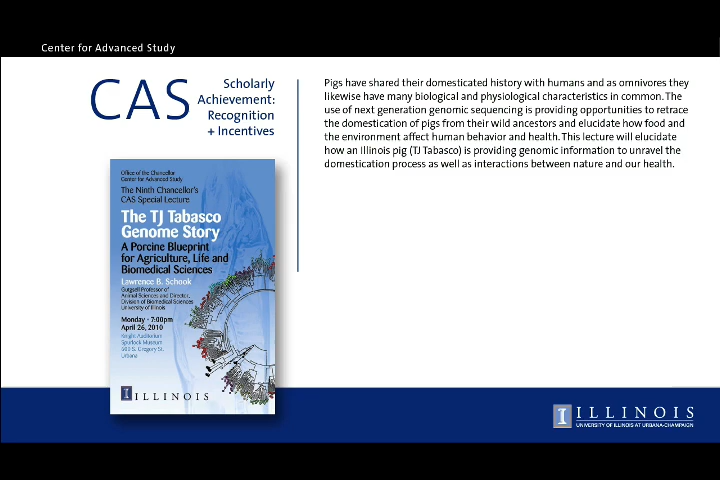 Center for Advanced Study
CAS
Scholarly
Achievement:
Recognition
+ Incentives
Pigs have shared their domesticated history with humans and as omnivores they
likewise have many biological and physiological characteristics in common. The
use of next generation genomic sequencing is providing opportunities to retrace
the domestication of pigs from their wild ancestors and elucidate how food and
the environment affect human behavior and health. This lecture will elucidate
how an Illinois pig (TJ Tabasco) is providing genomic information to unravel the
domestication process as well as interactions between nature and our health.
Office of the Chancellor
Center for Advanced Study
The Ninth Chancellor's
CAS Special Lecture
The TJ Tabasco
Genome Story
A Porcine Blueprint
for Agriculture, Life and
Biomedical Sciences
Lawrence B. Schook
Gutgsell Professor of
Animal Sciences and Director,
Division of Biomedical Sciences
University of Illinois
Monday - 7:00pm
April 26, 2010
Knight Auditorium
Spurlock Museum
S. Gregory St.
Urbana
I ILLINOIS
I ILLINOIS
UNIVERSITY OF ILLINOIS AT URBANA-CHAMPAIGN